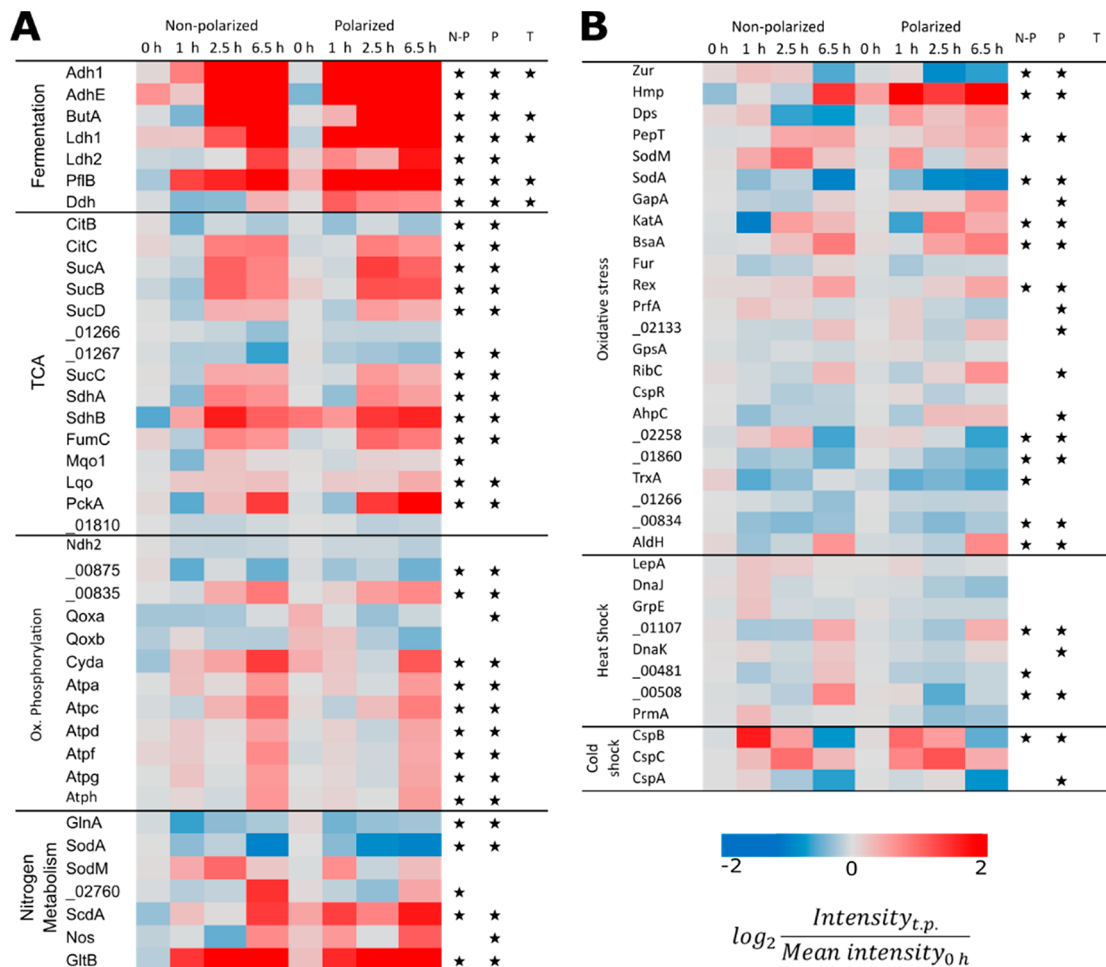 A
Non-polarized Polarized
0 h 1 h 2.5 h 6.5 h 0 h 1 h 2.5 h 6.5 h N-P P T
Fermentation
Adh1 ★ ★ ★
AdhE ★ ★
ButA ★ ★ ★
Ldh1 ★ ★ ★
Ldh2 ★ ★
PflB ★ ★ ★
Ddh ★ ★ ★
TCA
CitB ★ ★
CitC ★ ★
SucA ★ ★
SucB ★ ★
SucD ★ ★
_01266
_01267 ★ ★
SucC ★ ★
SdhA ★ ★
SdhB ★ ★
FumC ★ ★
Mqo1 ★
Lqo ★ ★
PckA ★ ★
_01810
Ox. Phosphorylation
Ndh2
_00875 ★ ★
_00835 ★ ★
Qoxa ★
Qoxb
Cyda ★ ★
Atpa ★ ★
Atpc ★ ★
Atpd ★ ★
Atpf ★ ★
Atpg ★ ★
Atph ★ ★
Nitrogen
Metabolism
GlnA ★ ★
SodA ★ ★
SodM
_02760 ★
ScdA ★ ★
Nos ★
GltB ★ ★
B
Non-polarized Polarized
0 h 1 h 2.5 h 6.5 h 0 h 1 h 2.5 h 6.5 h N-P P T
Oxidative stress
Zur ★ ★
Hmp ★ ★
Dps
PepT ★ ★
SodM
SodA ★ ★
GapA ★
KatA ★ ★
BsaA ★ ★
Fur
Rex ★ ★
PrfA ★
_02133 ★
GpsA
RibC ★
CspR
AhpC ★
_02258 ★ ★
_01860 ★ ★
TrxA ★
_01266
_00834 ★ ★
AldH ★ ★
Heat Shock
LepA
DnaJ
GrpE
_01107 ★ ★
DnaK ★
_00481 ★
_00508 ★ ★
PrmA
Cold
shock
CspB ★ ★
CspC
CspA ★
-2 0 2
log2 Intensity t.p. / Mean intensity 0 h